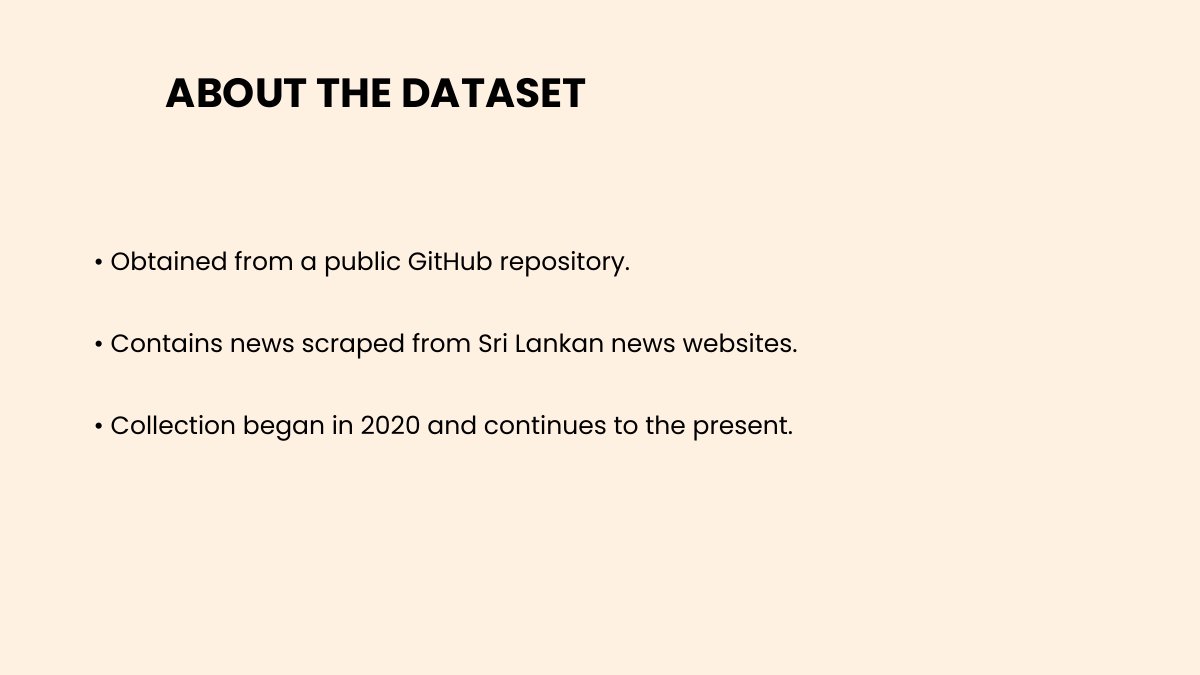 ABOUT THE DATASET
• Obtained from a public GitHub repository.
• Contains news scraped from Sri Lankan news websites.
• Collection began in 2020 and continues to the present.